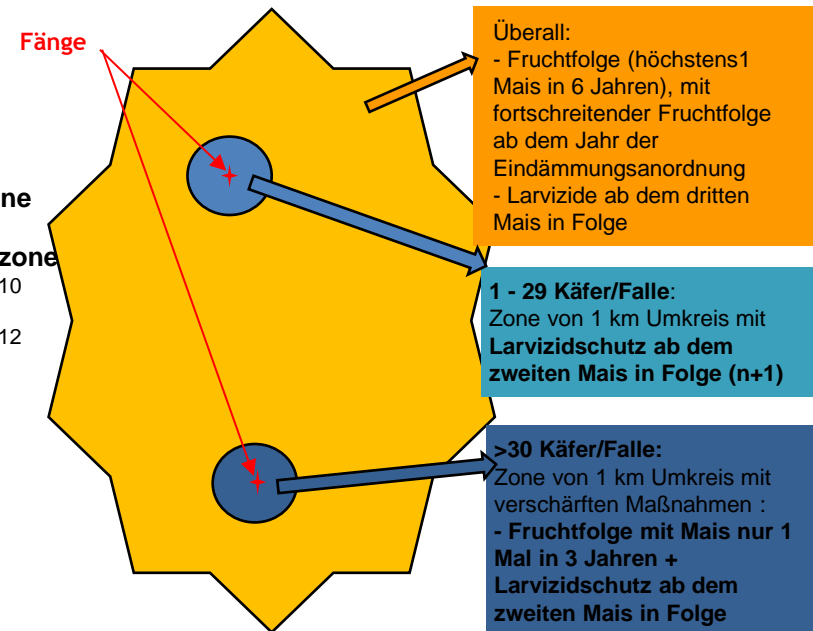 Fänge
ne
zone
10
12
Überall:
- Fruchtfolge (höchstens1
Mais in 6 Jahren), mit
fortschreitender Fruchtfolge
ab dem Jahr der
Eindämmungsanordnung
- Larvizide ab dem dritten
Mais in Folge
1 - 29 Käfer/Falle:
Zone von 1 km Umkreis mit
Larvizidschutz ab dem
zweiten Mais in Folge (n+1)
>30 Käfer/Falle:
Zone von 1 km Umkreis mit
verschärften Maßnahmen :
- Fruchtfolge mit Mais nur 1
Mal in 3 Jahren +
Larvizidschutz ab dem
zweiten Mais in Folge